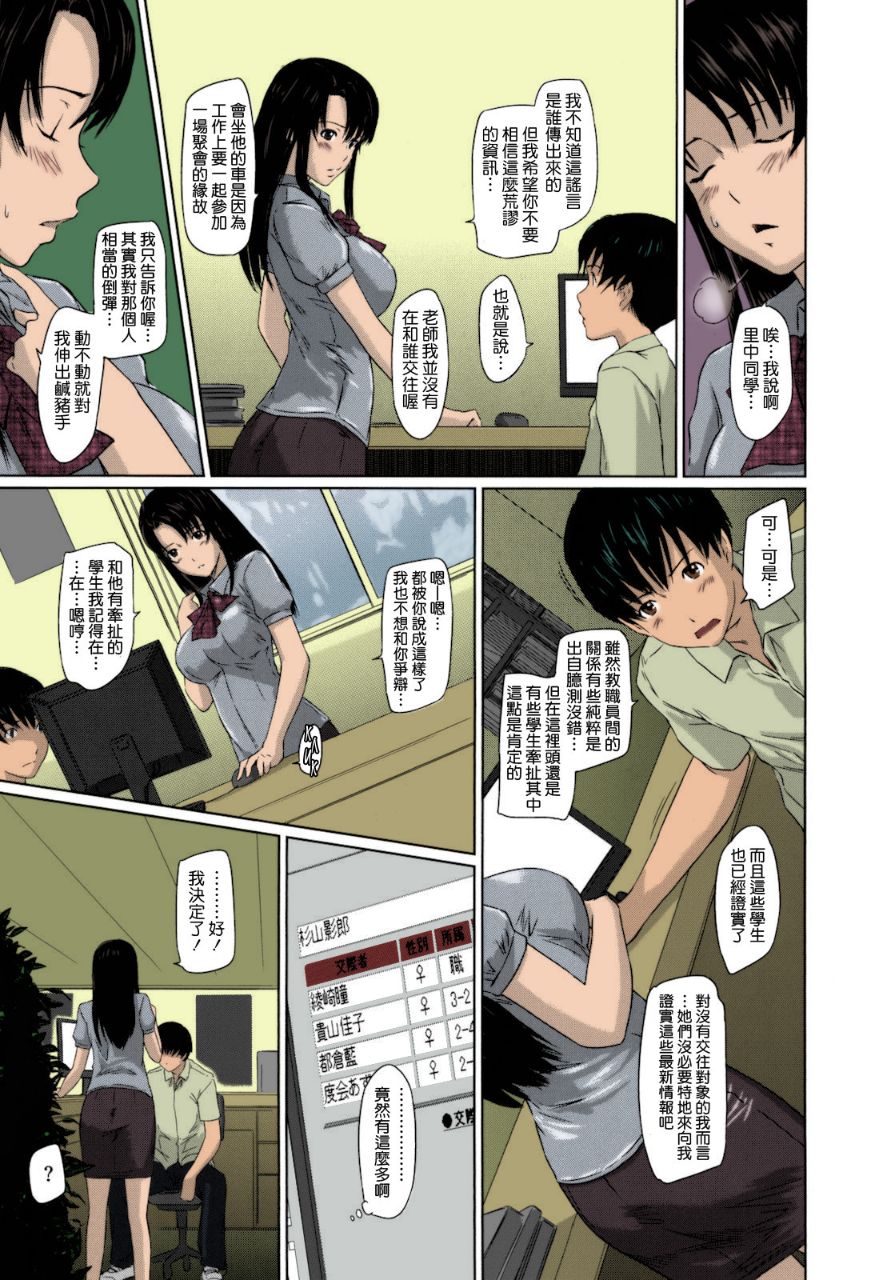 唉…我說啊
里中同學…
我不知道這謠言
是誰傳出來的
但我希望你不要
相信這麼荒謬
的資訊…
也就是說…
老師我並沒有
在和誰交往喔
會坐他的車是因為
工作上要一起參加
一場聚會的緣故
我只告訴你喔…
其實我對那個人
相當的倒彈…
動不動就對
我伸出鹹豬手
可…可是…
雖然教職員間的
關係有些純粹是
出自臆測沒錯…
但在這裡頭還是
有些學生牽扯其中
這點是肯定的
而且這些學生
也已經證實了
對沒有交往對象的我而言
…她們沒必要特地來向我
證實這些最新情報吧
嗯—嗯…
都被你說成這樣了
我也不想和你爭辯…
和他有牽扯的
學生我記得在…
…在…嗯哼…
杉山影郎
交際者 性別 所属
綾崎瞳 ♀ 職
貴山佳子 ♀ 3-2
都倉藍 ♀ 2-4
度会あず ♀ 2-
●交際
………
竟然有這麼多啊
………好！
我決定了！
？